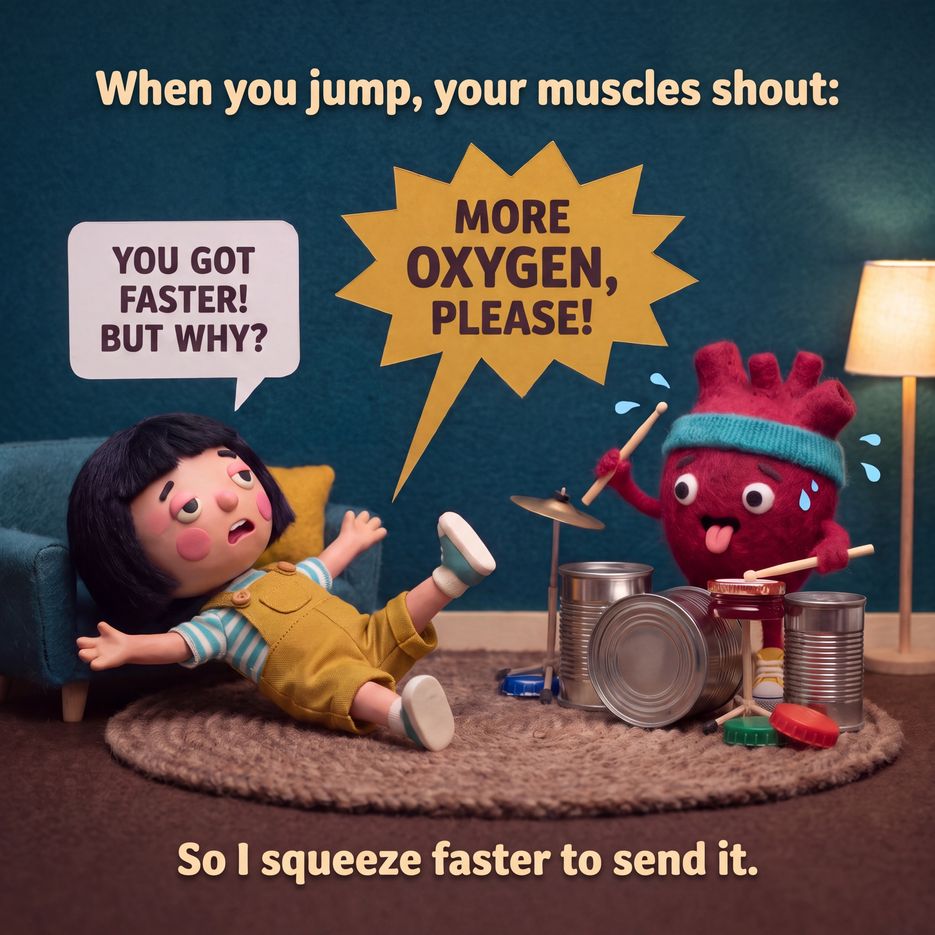 When you jump, your muscles shout:
YOU GOT
FASTER!
BUT WHY?
MORE
OXYGEN,
PLEASE!
So I squeeze faster to send it.